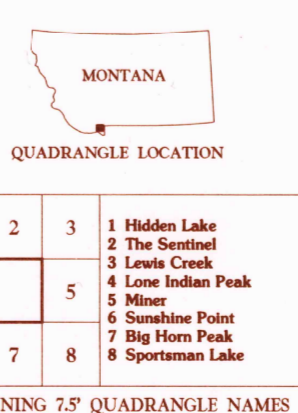 MONTANA
QUADRANGLE LOCATION
2 3
5
7 8
1 Hidden Lake
2 The Sentinel
3 Lewis Creek
4 Lone Indian Peak
5 Miner
6 Sunshine Point
7 Big Horn Peak
8 Sportsman Lake
NING 7.5' QUADRANGLE NAMES